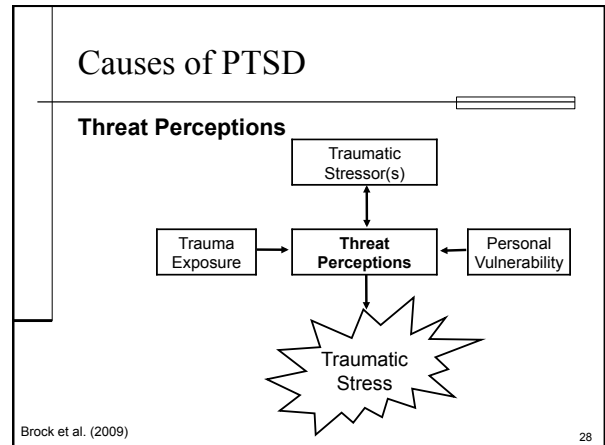 Causes of PTSD
Threat Perceptions
Traumatic
Stressor(s)
Trauma
Exposure
Threat
Perceptions
Personal
Vulnerability
Traumatic
Stress
Brock et al. (2009)
28